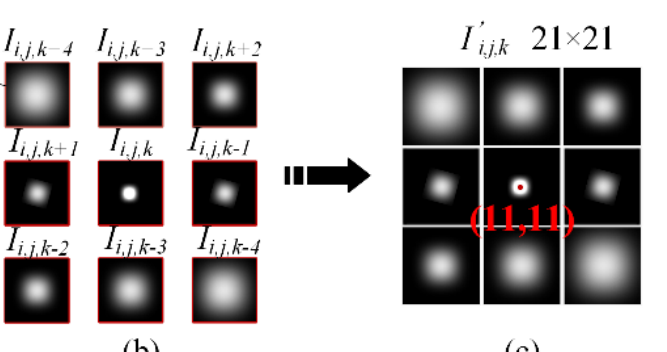 I_{i,j,k−4} I_{i,j,k−3} I_{i,j,k+2} I'_{i,j,k} 21×21
I_{i,j,k+1} I_{i,j,k} I_{i,j,k-1}
(11,11)
I_{i,j,k-2} I_{i,j,k-3} I_{i,j,k-4}
(b) (c)